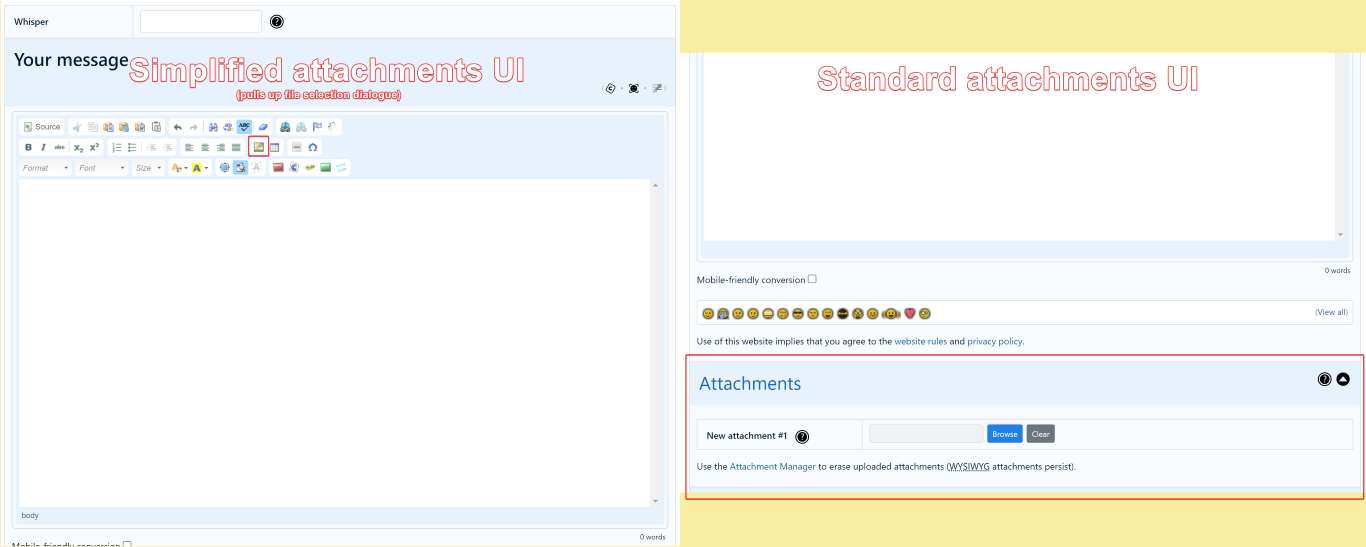 Whisper
Your message
Simplified attachments UI
(pulls up file selection dialogue)
Source
ABC
B I abc x₂ x²
Format Font Size
body
0 words
Mobile-friendly conversion
Standard attachments UI
0 words
Mobile-friendly conversion
(View all)
Use of this website implies that you agree to the website rules and privacy policy.
Attachments
New attachment #1
Browse
Clear
Use the Attachment Manager to erase uploaded attachments (WYSIWYG attachments persist).